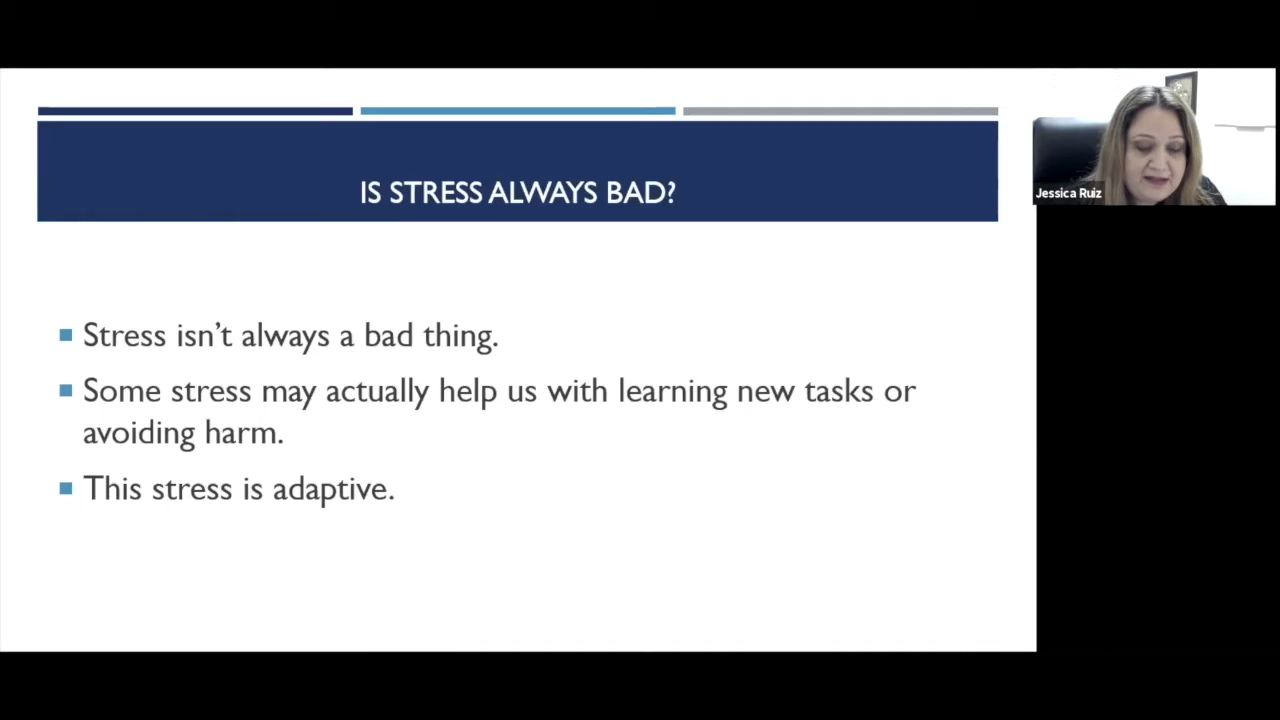 IS STRESS ALWAYS BAD?
Jessica Ruiz
■ Stress isn’t always a bad thing.
■ Some stress may actually help us with learning new tasks or
avoiding harm.
■ This stress is adaptive.